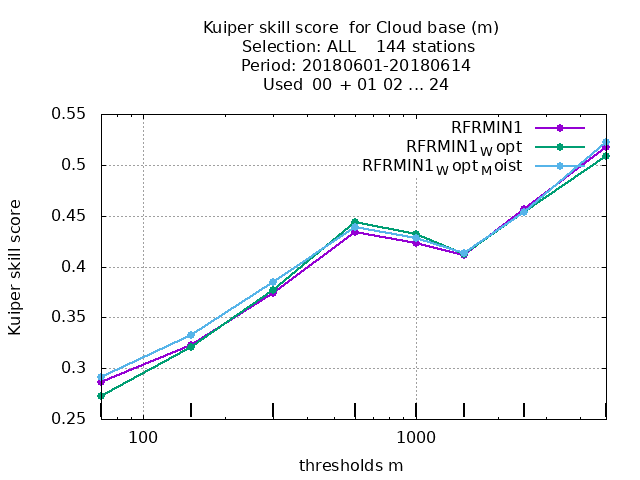 Kuiper skill score  for Cloud base (m)
Selection: ALL    144 stations
Period: 20180601-20180614
Used  00  + 01 02 ... 24
0.55
0.5
0.45
0.4
0.35
0.3
0.25
Kuiper skill score
RFRMIN1
RFRMIN1Wopt
RFRMIN1WoptMoist
100
1000
thresholds m